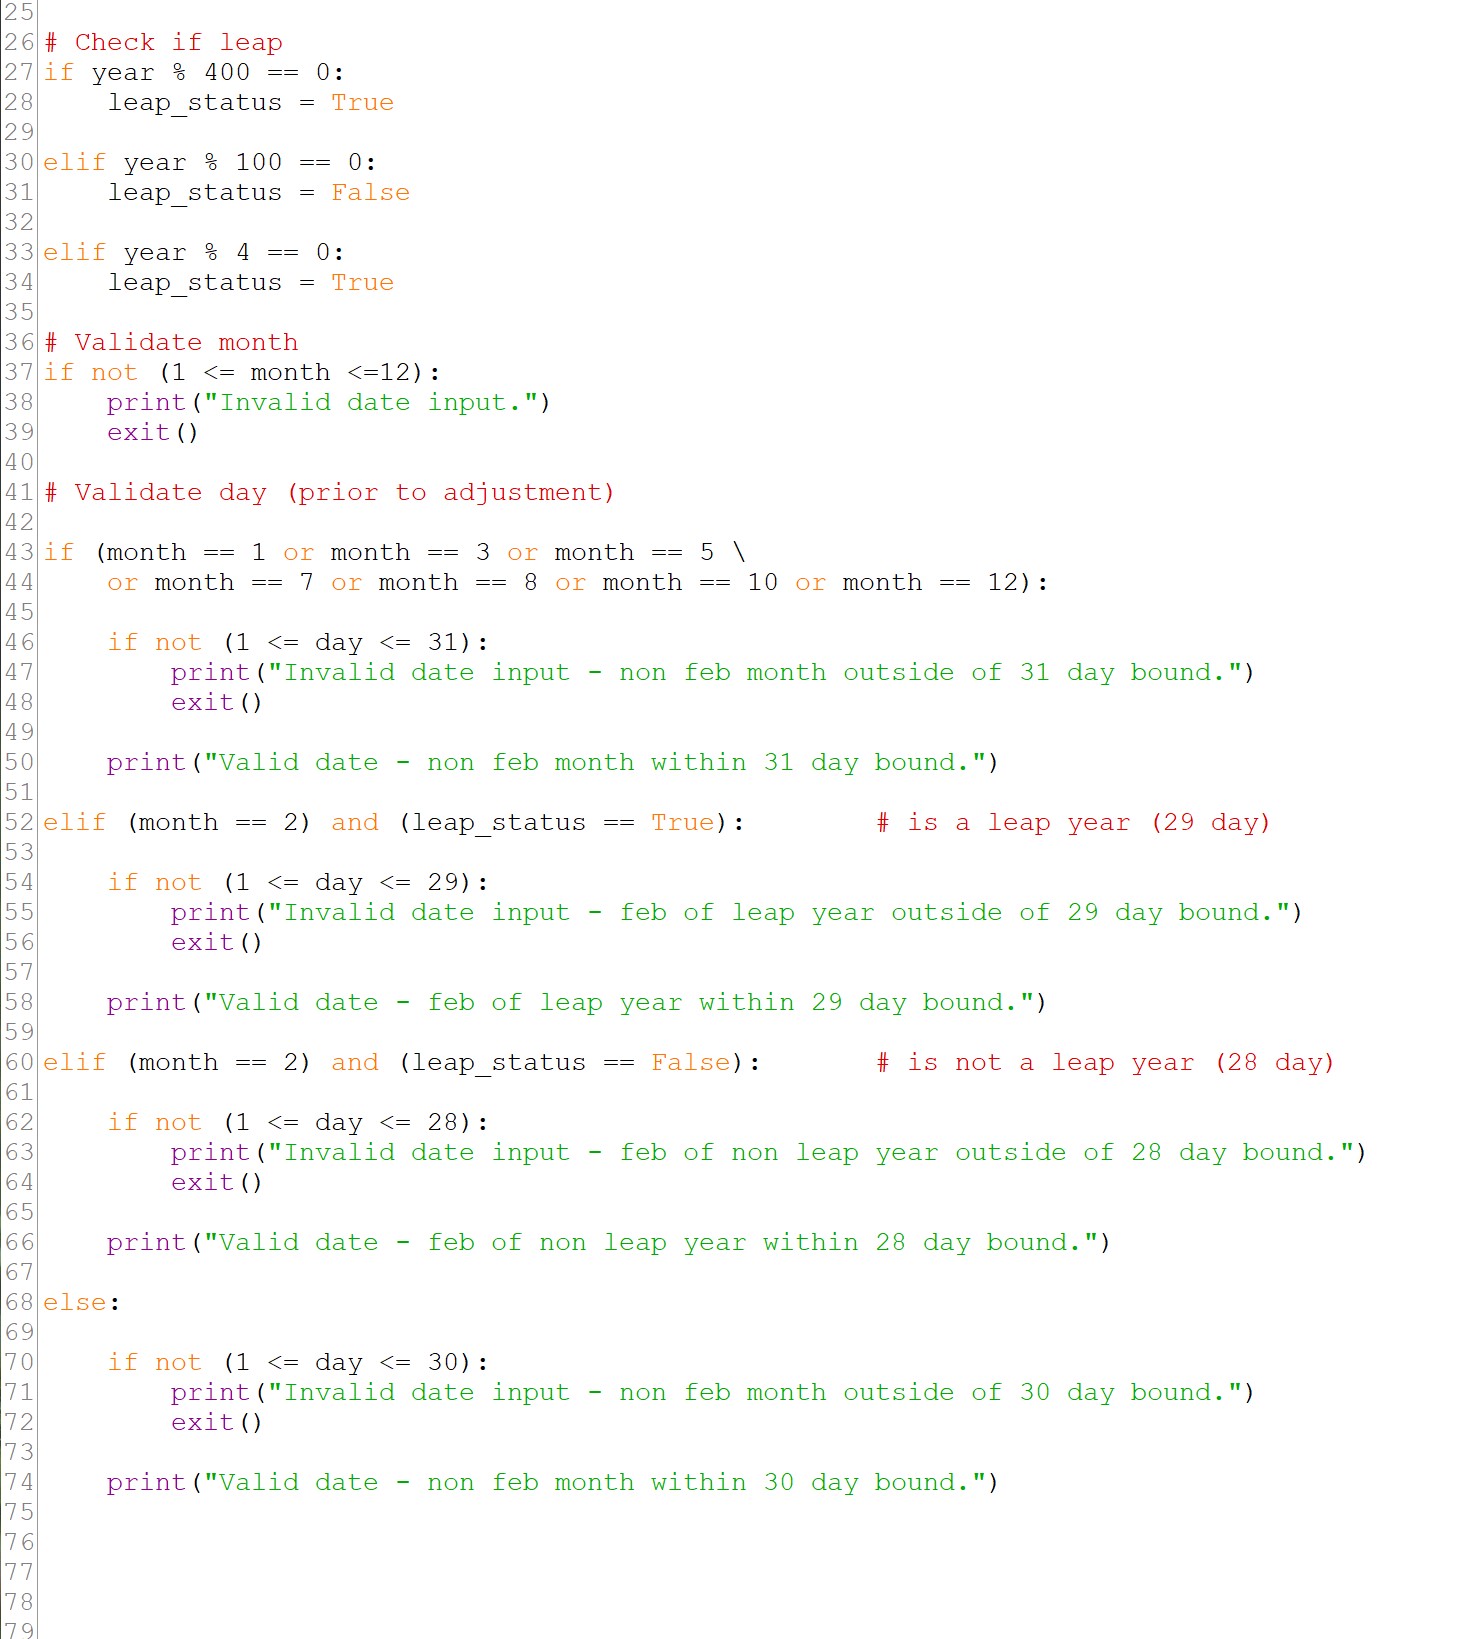 25
26 # Check if leap
27 if year % 400 == 0:
28     leap_status = True
29
30 elif year % 100 == 0:
31     leap_status = False
32
33 elif year % 4 == 0:
34     leap_status = True
35
36 # Validate month
37 if not (1 <= month <=12):
38     print("Invalid date input.")
39     exit()
40
41 # Validate day (prior to adjustment)
42
43 if (month == 1 or month == 3 or month == 5 \
44     or month == 7 or month == 8 or month == 10 or month == 12):
45
46     if not (1 <= day <= 31):
47         print("Invalid date input - non feb month outside of 31 day bound.")
48         exit()
49
50     print("Valid date - non feb month within 31 day bound.")
51
52 elif (month == 2) and (leap_status == True):        # is a leap year (29 day)
53
54     if not (1 <= day <= 29):
55         print("Invalid date input - feb of leap year outside of 29 day bound.")
56         exit()
57
58     print("Valid date - feb of leap year within 29 day bound.")
59
60 elif (month == 2) and (leap_status == False):       # is not a leap year (28 day)
61
62     if not (1 <= day <= 28):
63         print("Invalid date input - feb of non leap year outside of 28 day bound.")
64         exit()
65
66     print("Valid date - feb of non leap year within 28 day bound.")
67
68 else:
69
70     if not (1 <= day <= 30):
71         print("Invalid date input - non feb month outside of 30 day bound.")
72         exit()
73
74     print("Valid date - non feb month within 30 day bound.")
75
76
77
78
79